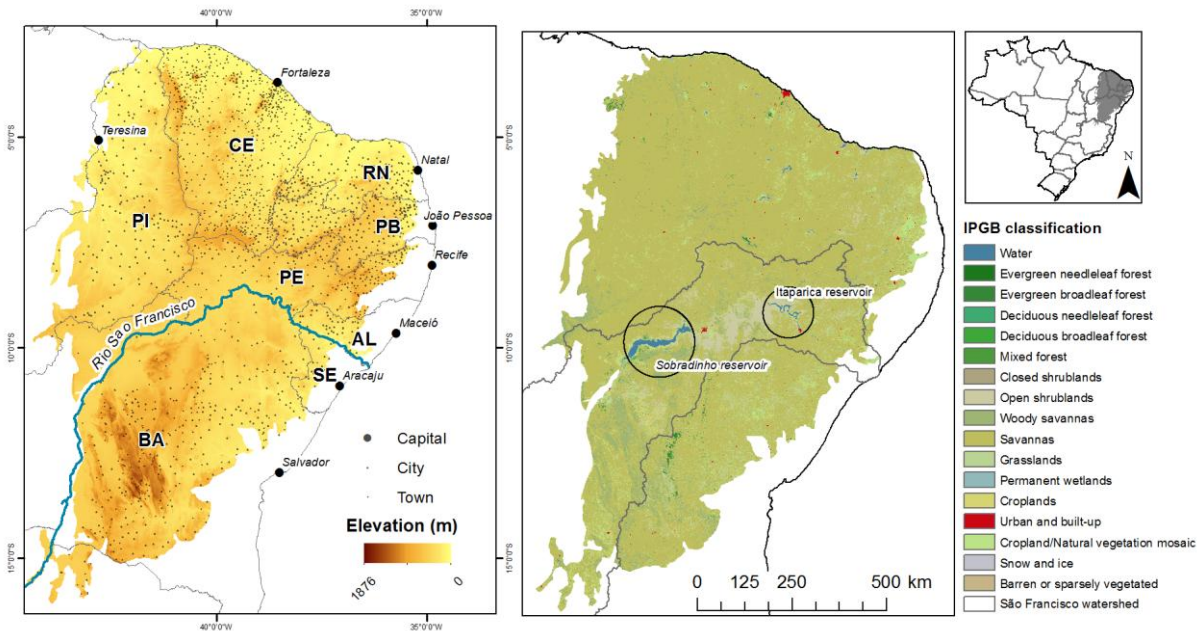 40°0'0"W
35°0'0"W
Fortaleza
Teresina
5°0'0"S
CE
RN
Natal
PI
PB
João Pessoa
Recife
PE
Rio Sao Francisco
AL
Maceió
10°0'0"S
SE
Aracaju
BA
Capital
City
Salvador
Town
Elevation (m)
1876
0
15°0'0"S
40°0'0"W
35°0'0"W
Itaparica reservoir
Sobradinho reservoir
0 125 250 500 km
N
5°0'0"S
10°0'0"S
15°0'0"S
IPGB classification
Water
Evergreen needleleaf forest
Evergreen broadleaf forest
Deciduous needleleaf forest
Deciduous broadleaf forest
Mixed forest
Closed shrublands
Open shrublands
Woody savannas
Savannas
Grasslands
Permanent wetlands
Croplands
Urban and built-up
Cropland/Natural vegetation mosaic
Snow and ice
Barren or sparsely vegetated
São Francisco watershed